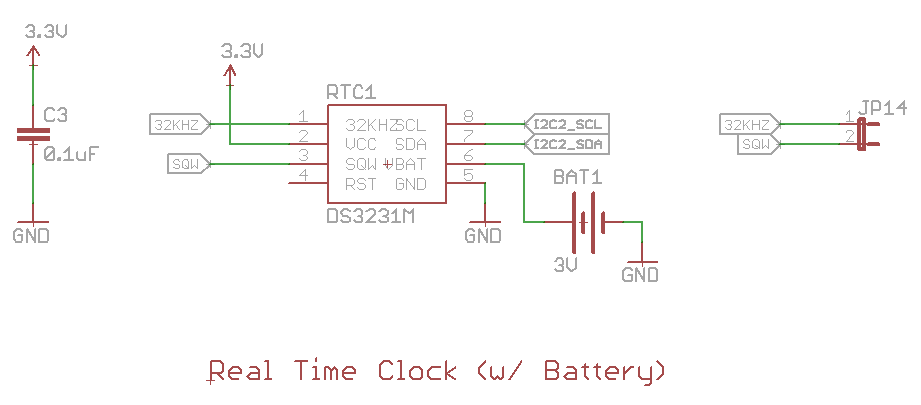 3.3V
C3
0.1uF
GND
3.3V
RTC1
32KHZ
SQW
1
2
3
4
32KHZ SCL
VCC SDA
SQW VBAT
RST GND
8
7
6
5
DS3231M
I2C2_SCL
I2C2_SDA
GND
BAT1
3V
GND
JP14
32KHZ
SQW
1
2
Real Time Clock (w/ Battery)